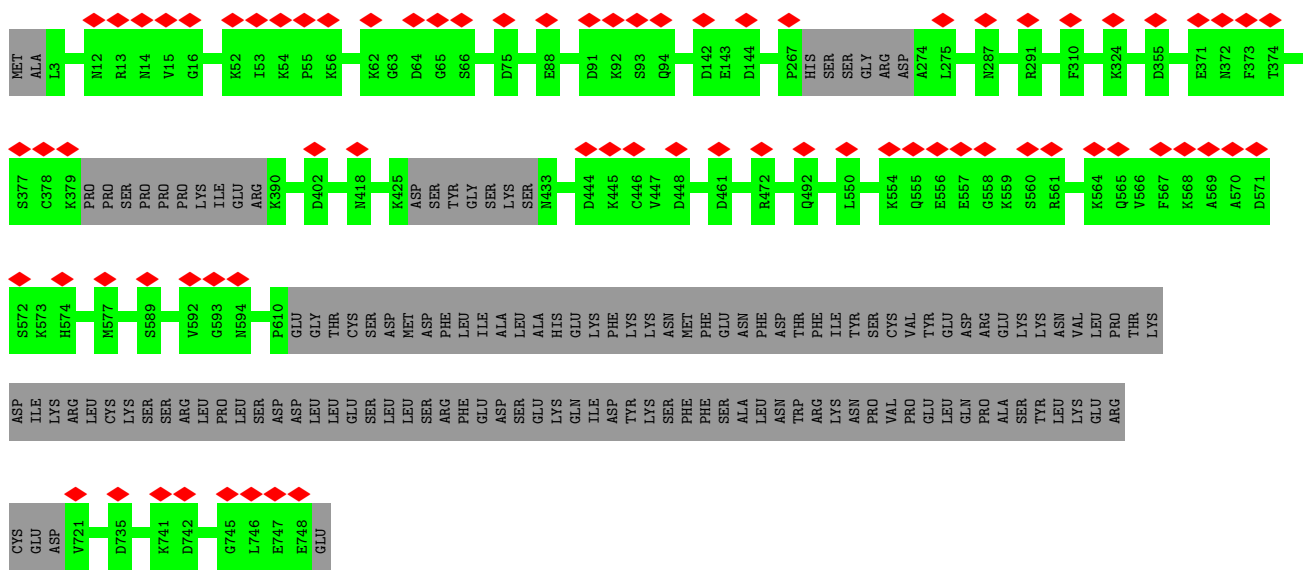 MET ALA L3 N12 R13 N14 V15 G16 K52 I53 K54 P55 K56 K62 G63 D64 G65 S66 D75 E88 D91 K92 S93 Q94 D142 E143 D144 P267 HIS SER SER GLY ARG ASP A274 L275 N287 R291 F310 K324 D355 E371 N372 F373 T374
S377 C378 K379 PRO PRO SER PRO PRO PRO LYS ILE GLU ARG K390 D402 N418 K425 ASP SER TYR GLY SER LYS SER N433 D444 K445 C446 V447 D448 D461 R472 Q492 L550 K554 Q555 E556 E557 G558 K559 S560 R561 K564 Q565 V566 F567 K568 A569 A570 D571
S572 K573 H574 M577 S589 V592 G593 N594 P610 GLU GLY THR CYS SER ASP MET ASP PHE LEU ILE ALA LEU ALA HIS GLU LYS PHE LYS LYS ASN MET PHE GLU ASN PHE ASP THR PHE ILE TYR SER CYS VAL TYR GLU ASP ARG GLU LYS LYS ASN VAL LEU PRO THR LYS
ASP ILE LYS ARG LEU CYS LYS SER SER ARG LEU PRO LEU SER ASP ASP LEU LEU GLU SER LEU LEU SER ARG PHE GLU ASP SER GLU LYS GLN ILE ASP TYR LYS SER PHE PHE SER ALA LEU ASN TRP ARG LYS ASN PRO VAL PRO GLU LEU GLN PRO ALA SER TYR LEU LYS GLU ARG
CYS GLU ASP V721 D735 K741 D742 G745 L746 E747 E748 GLU